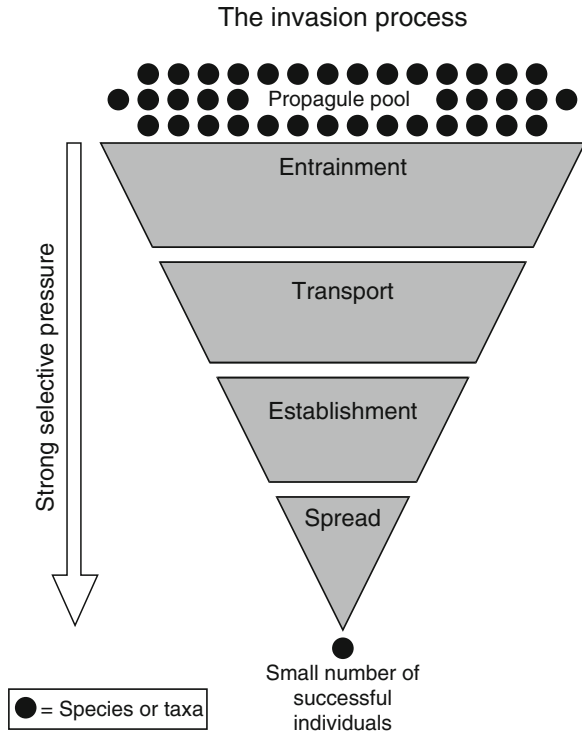 The invasion process
Propagule pool
Entrainment
Transport
Establishment
Spread
Strong selective pressure
Small number of
successful
individuals
= Species or taxa